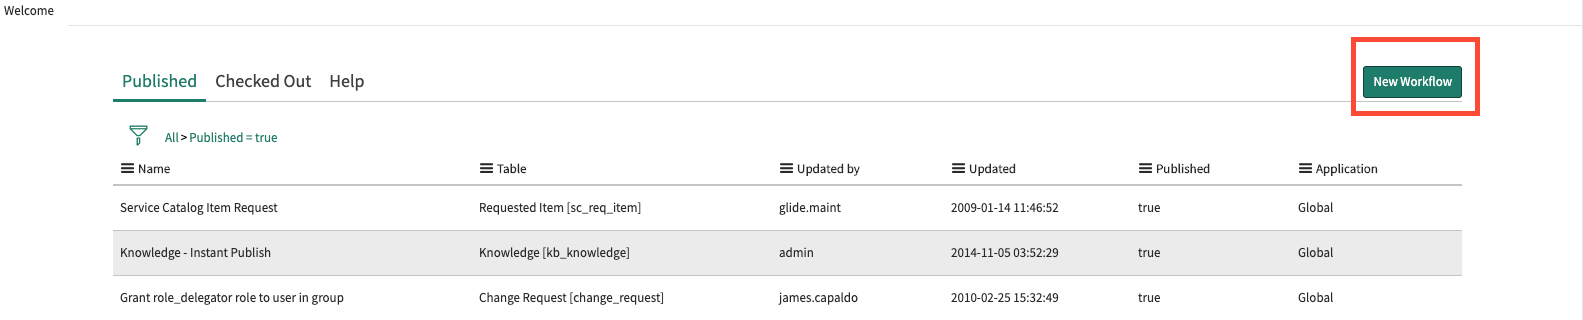 Welcome
Published Checked Out Help New Workflow
All > Published = true
Name Table Updated by Updated Published Application
Service Catalog Item Request Requested Item [sc_req_item] glide.maint 2009-01-14 11:46:52 true Global
Knowledge - Instant Publish Knowledge [kb_knowledge] admin 2014-11-05 03:52:29 true Global
Grant role_delegator role to user in group Change Request [change_request] james.capaldo 2010-02-25 15:32:49 true Global